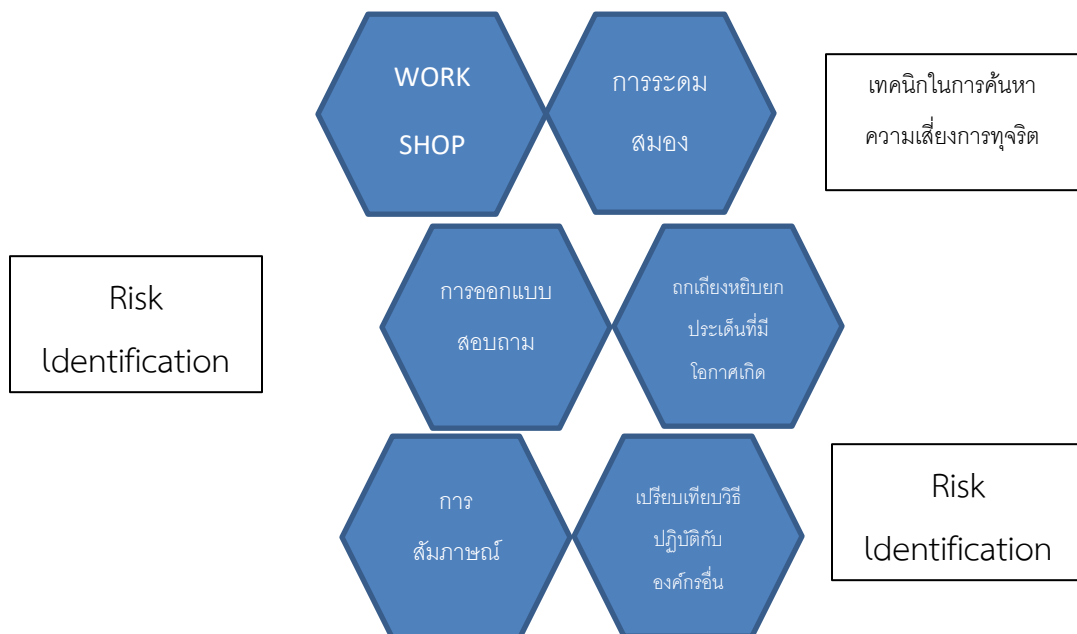 WORK
SHOP
การระดม
สมอง
เทคนิคในการค้นหา
ความเสี่ยงการทุจริต
Risk
ldentification
การออกแบบ
สอบถาม
ถกเถียงหยิบยก
ประเด็นที่มี
โอกาสเกิด
การ
สัมภาษณ์
เปรียบเทียบวิธี
ปฏิบัติกับ
องค์กรอื่น
Risk
ldentification